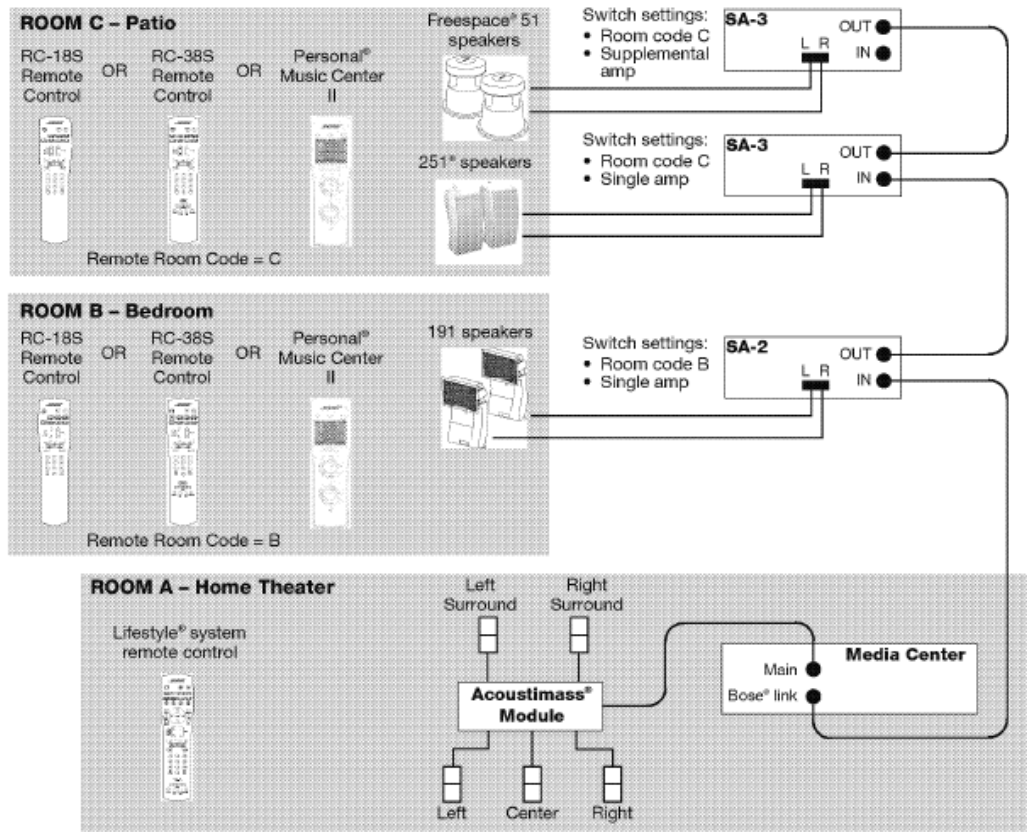 ROOM C – Patio
RC-18S
Remote
Control
OR
RC-38S
Remote
Control
OR
Personal®
Music Center
II
Remote Room Code = C
Freespace® 51
speakers
251® speakers
Switch settings:
• Room code C
• Supplemental
amp
SA-3
L R
OUT
IN
Switch settings:
• Room code C
• Single amp
SA-3
L R
OUT
IN
ROOM B – Bedroom
RC-18S
Remote
Control
OR
RC-38S
Remote
Control
OR
Personal®
Music Center
II
Remote Room Code = B
191 speakers
Switch settings:
• Room code B
• Single amp
SA-2
L R
OUT
IN
ROOM A – Home Theater
Lifestyle® system
remote control
Left
Surround
Right
Surround
Acoustimass®
Module
Left
Center
Right
Media Center
Main
Bose® link